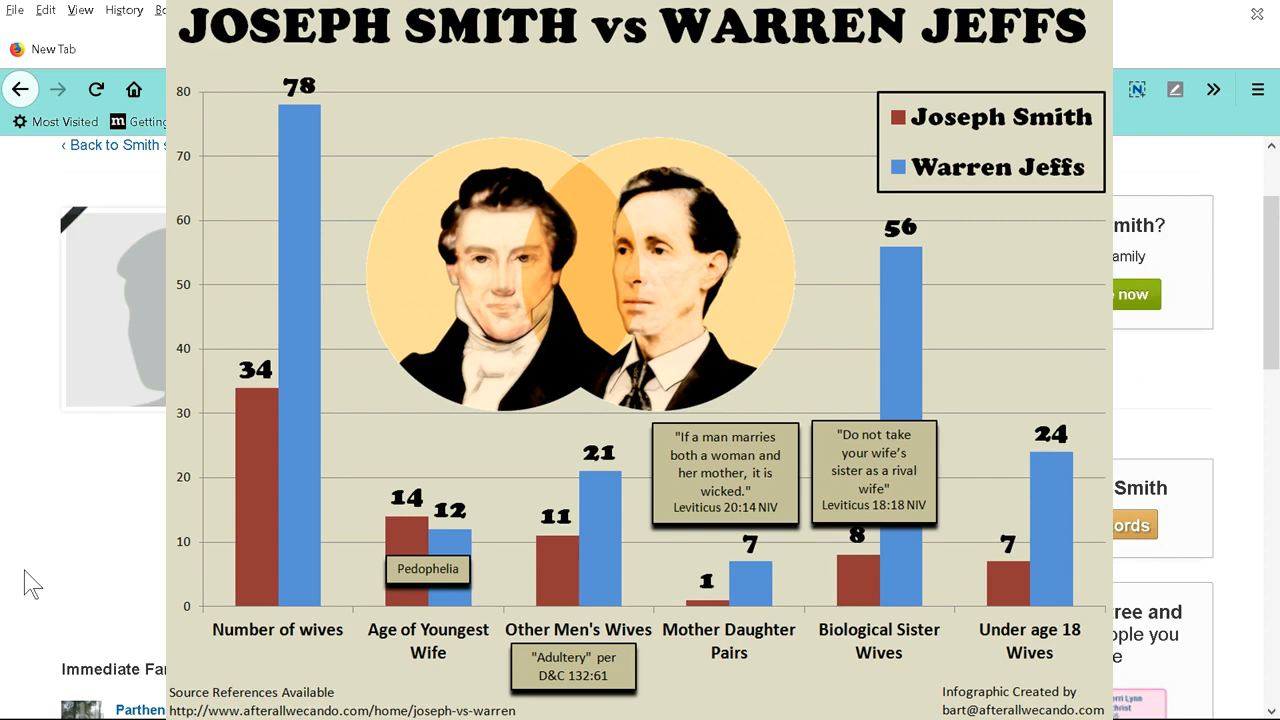 File Edit View History Bo
JOSEPH SMITH vs WARREN JEFFS
New Tab
Most Visited
Getting
‹ Back to Smith s
Joseph Smith
Warren Jeffs
80
70
60
50
40
30
20
10
0
34
78
14
12
11
21
1
7
8
56
7
24
Pedophelia
"If a man marries
both a woman and
her mother, it is
wicked."
Leviticus 20:14 NIV
"Do not take
your wife's
sister as a rival
wife"
Leviticus 18:18 NIV
Number of wives
Age of Youngest
Wife
Other Men's Wives
Mother Daughter
Pairs
Biological Sister
Wives
Under age 18
Wives
"Adultery" per
D&C 132:61
Source References Available
http://www.afterallwecando.com/home/joseph-vs-warren
Infographic Created by
bart@afterallwecando.com
mith?
amily
now
Smith
ords
ree and
ople you
e
Immediate Far
Parthen